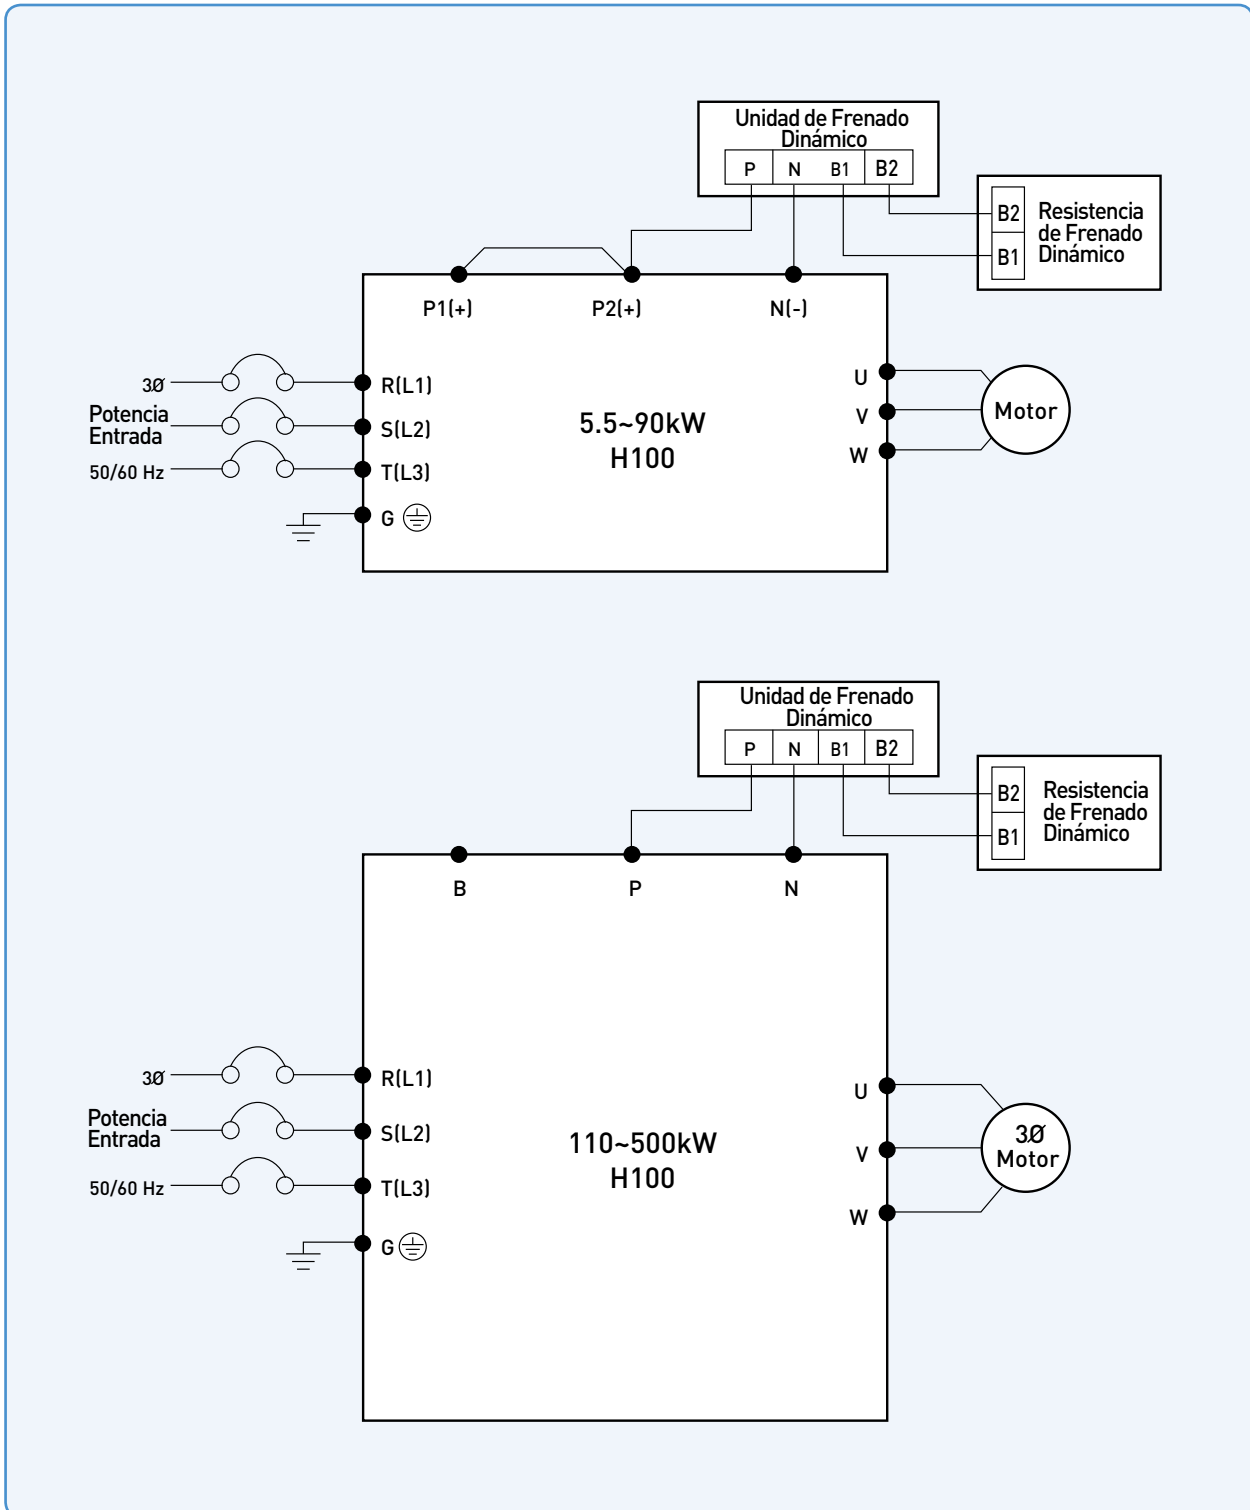 Unidad de Frenado
Dinámico
P N B1 B2
B2
B1
Resistencia
de Frenado
Dinámico
P1(+) P2(+) N(-)
3Ø
Potencia
Entrada
50/60 Hz
R(L1)
S(L2)
T(L3)
G
5.5~90kW
H100
U
V
W
Motor
Unidad de Frenado
Dinámico
P N B1 B2
B2
B1
Resistencia
de Frenado
Dinámico
B P N
3Ø
Potencia
Entrada
50/60 Hz
R(L1)
S(L2)
T(L3)
G
110~500kW
H100
U
V
W
3Ø
Motor